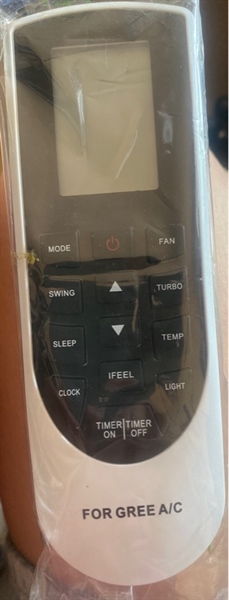 MODE
FAN
SWING
TURBO
SLEEP
TEMP
IFEEL
CLOCK
LIGHT
TIMER ON
TIMER OFF
FOR GREE A/C